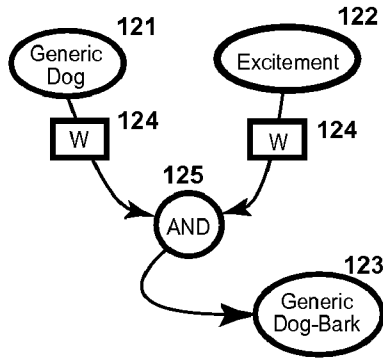 121
122
Generic
Dog
Excitement
W
124
W
124
125
AND
123
Generic
Dog-Bark